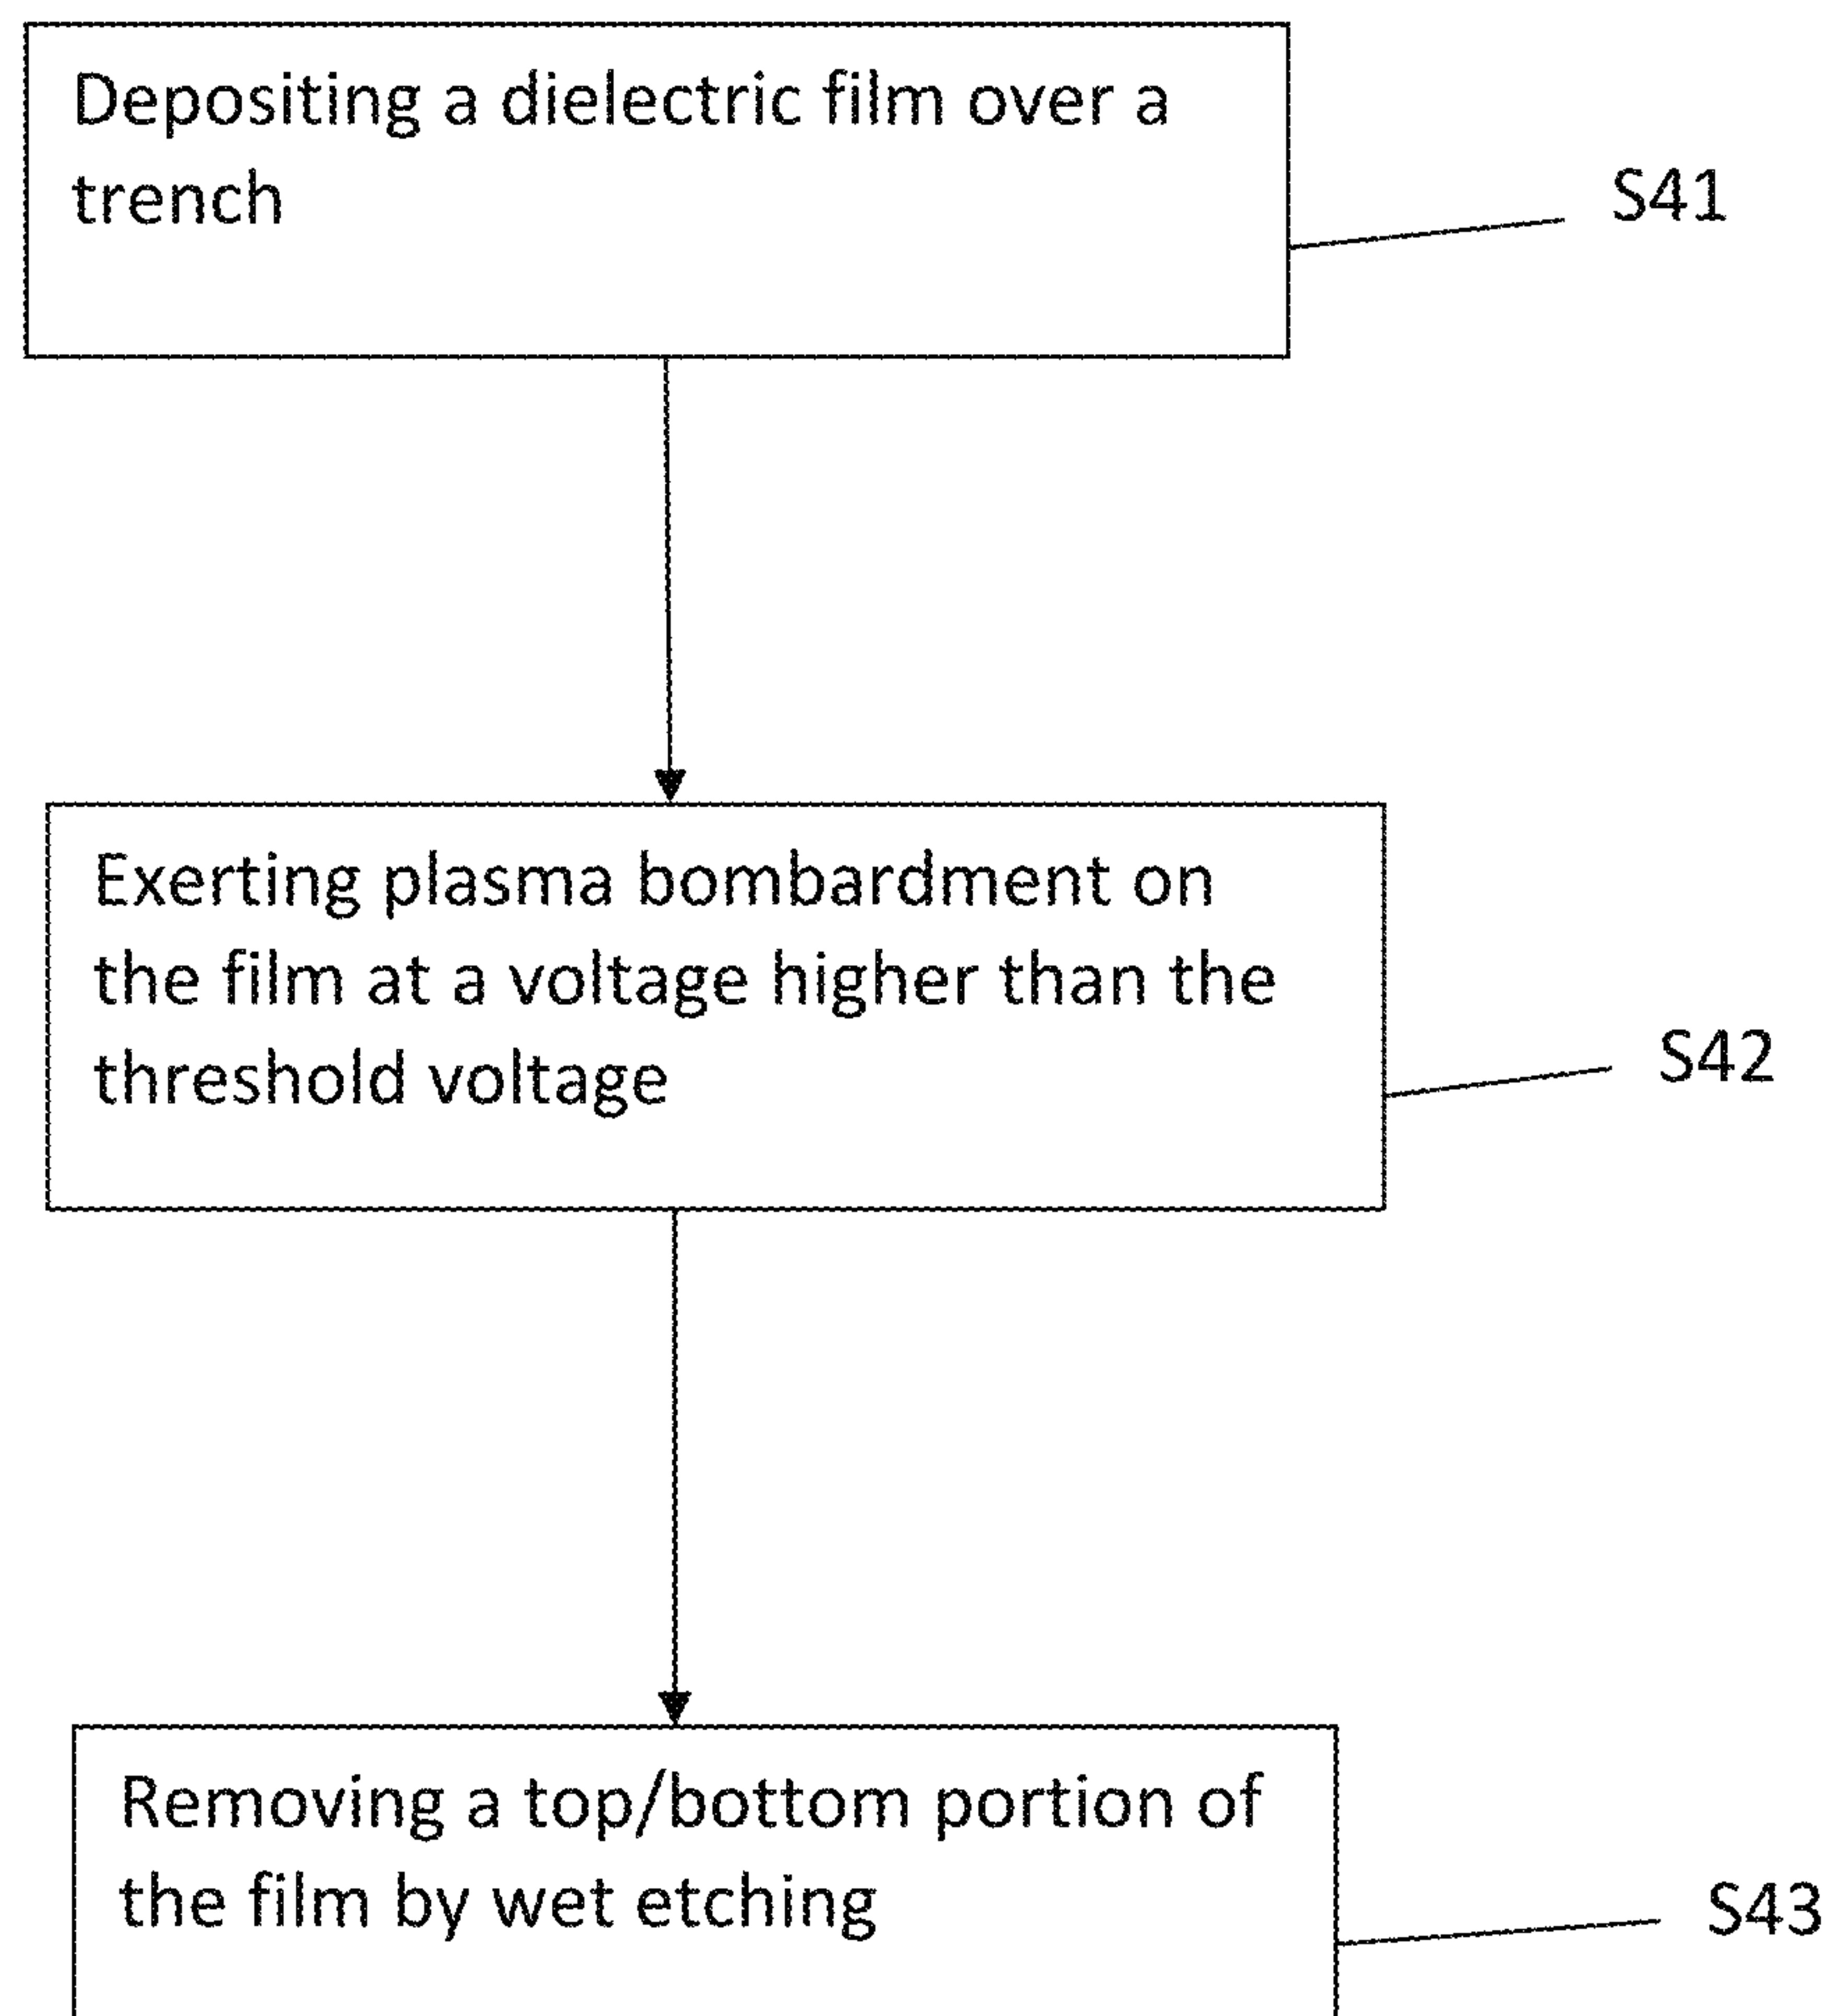 Depositing a dielectric film over a
trench
S41
Exerting plasma bombardment on
the film at a voltage higher than the
threshold voltage
S42
Removing a top/bottom portion of
the film by wet etching
S43